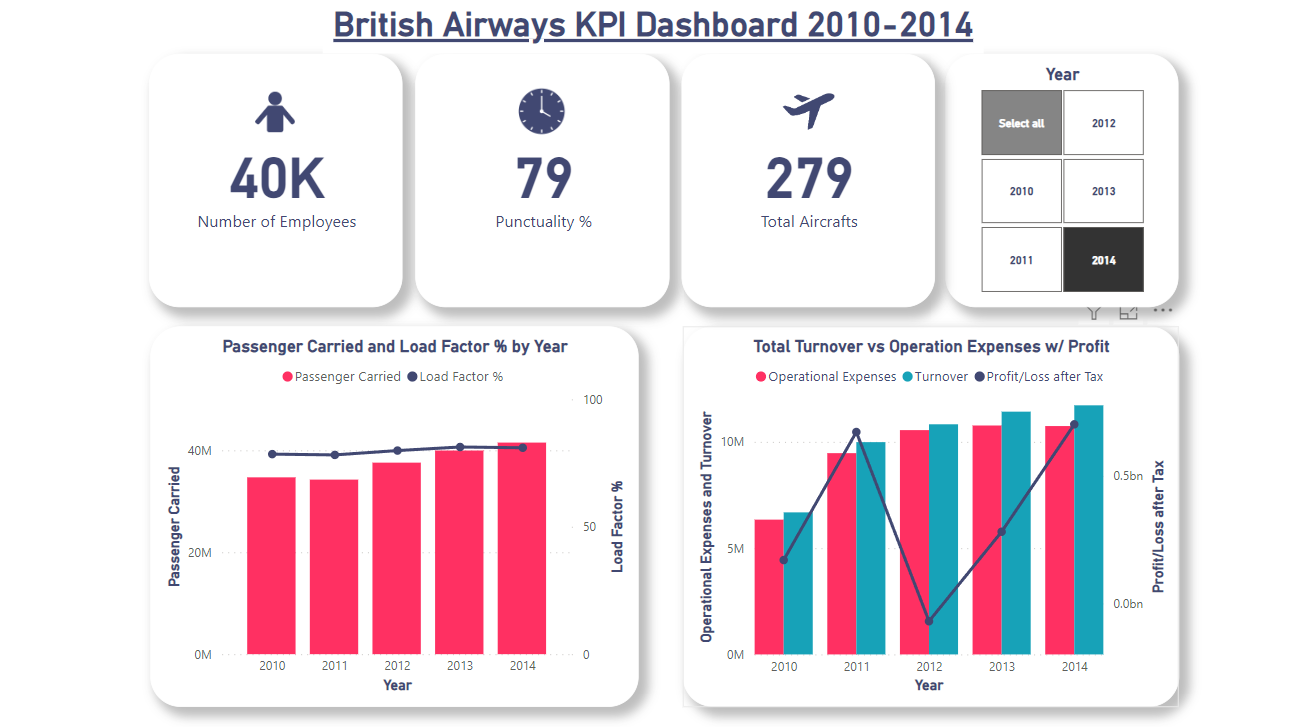 British Airways KPI Dashboard 2010-2014
40K
Number of Employees
79
Punctuality %
279
Total Aircrafts
Year
Select all
2012
2010
2013
2011
2014
Passenger Carried and Load Factor % by Year
Passenger Carried
Load Factor %
100
40M
50
20M
0M
0
Passenger Carried
Load Factor %
2010
2011
2012
2013
2014
Year
Total Turnover vs Operation Expenses w/ Profit
Operational Expenses
Turnover
Profit/Loss after Tax
10M
0.5bn
5M
0.0bn
0M
Operational Expenses and Turnover
Profit/Loss after Tax
2010
2011
2012
2013
2014
Year